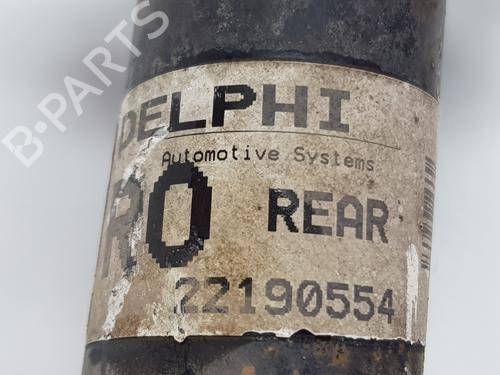 B-PARTS
DELPHI
Automotive Systems
RO REAR
22190554